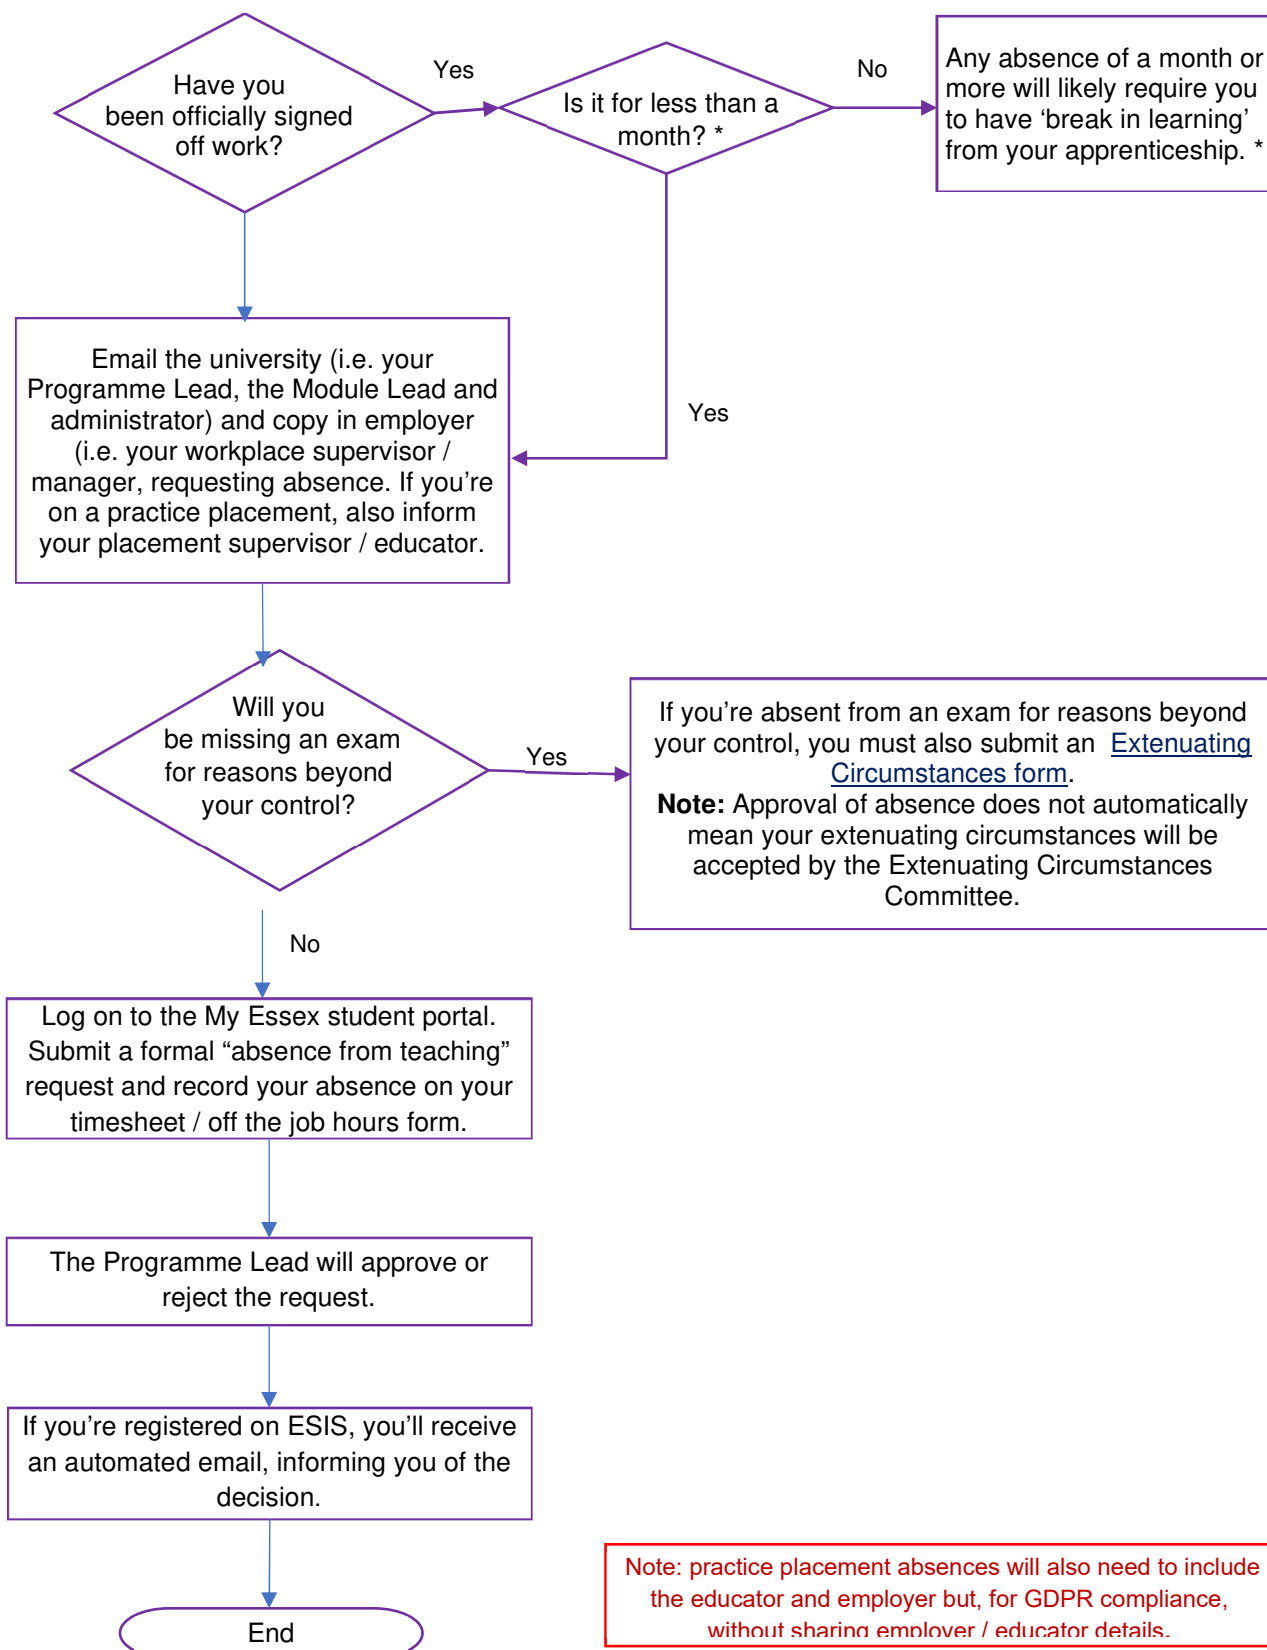 Have you
been officially signed
off work?
Yes
Is it for less than a
month? *
No
Any absence of a month or
more will likely require you
to have ‘break in learning’
from your apprenticeship. *
Email the university (i.e. your
Programme Lead, the Module Lead and
administrator) and copy in employer
(i.e. your workplace supervisor /
manager, requesting absence. If you’re
on a practice placement, also inform
your placement supervisor / educator.
Yes
Will you
be missing an exam
for reasons beyond
your control?
Yes
If you’re absent from an exam for reasons beyond
your control, you must also submit an Extenuating
Circumstances form.
Note: Approval of absence does not automatically
mean your extenuating circumstances will be
accepted by the Extenuating Circumstances
Committee.
No
Log on to the My Essex student portal.
Submit a formal “absence from teaching”
request and record your absence on your
timesheet / off the job hours form.
The Programme Lead will approve or
reject the request.
If you’re registered on ESIS, you’ll receive
an automated email, informing you of the
decision.
End
Note: practice placement absences will also need to include
the educator and employer but, for GDPR compliance,
without sharing employer / educator details.